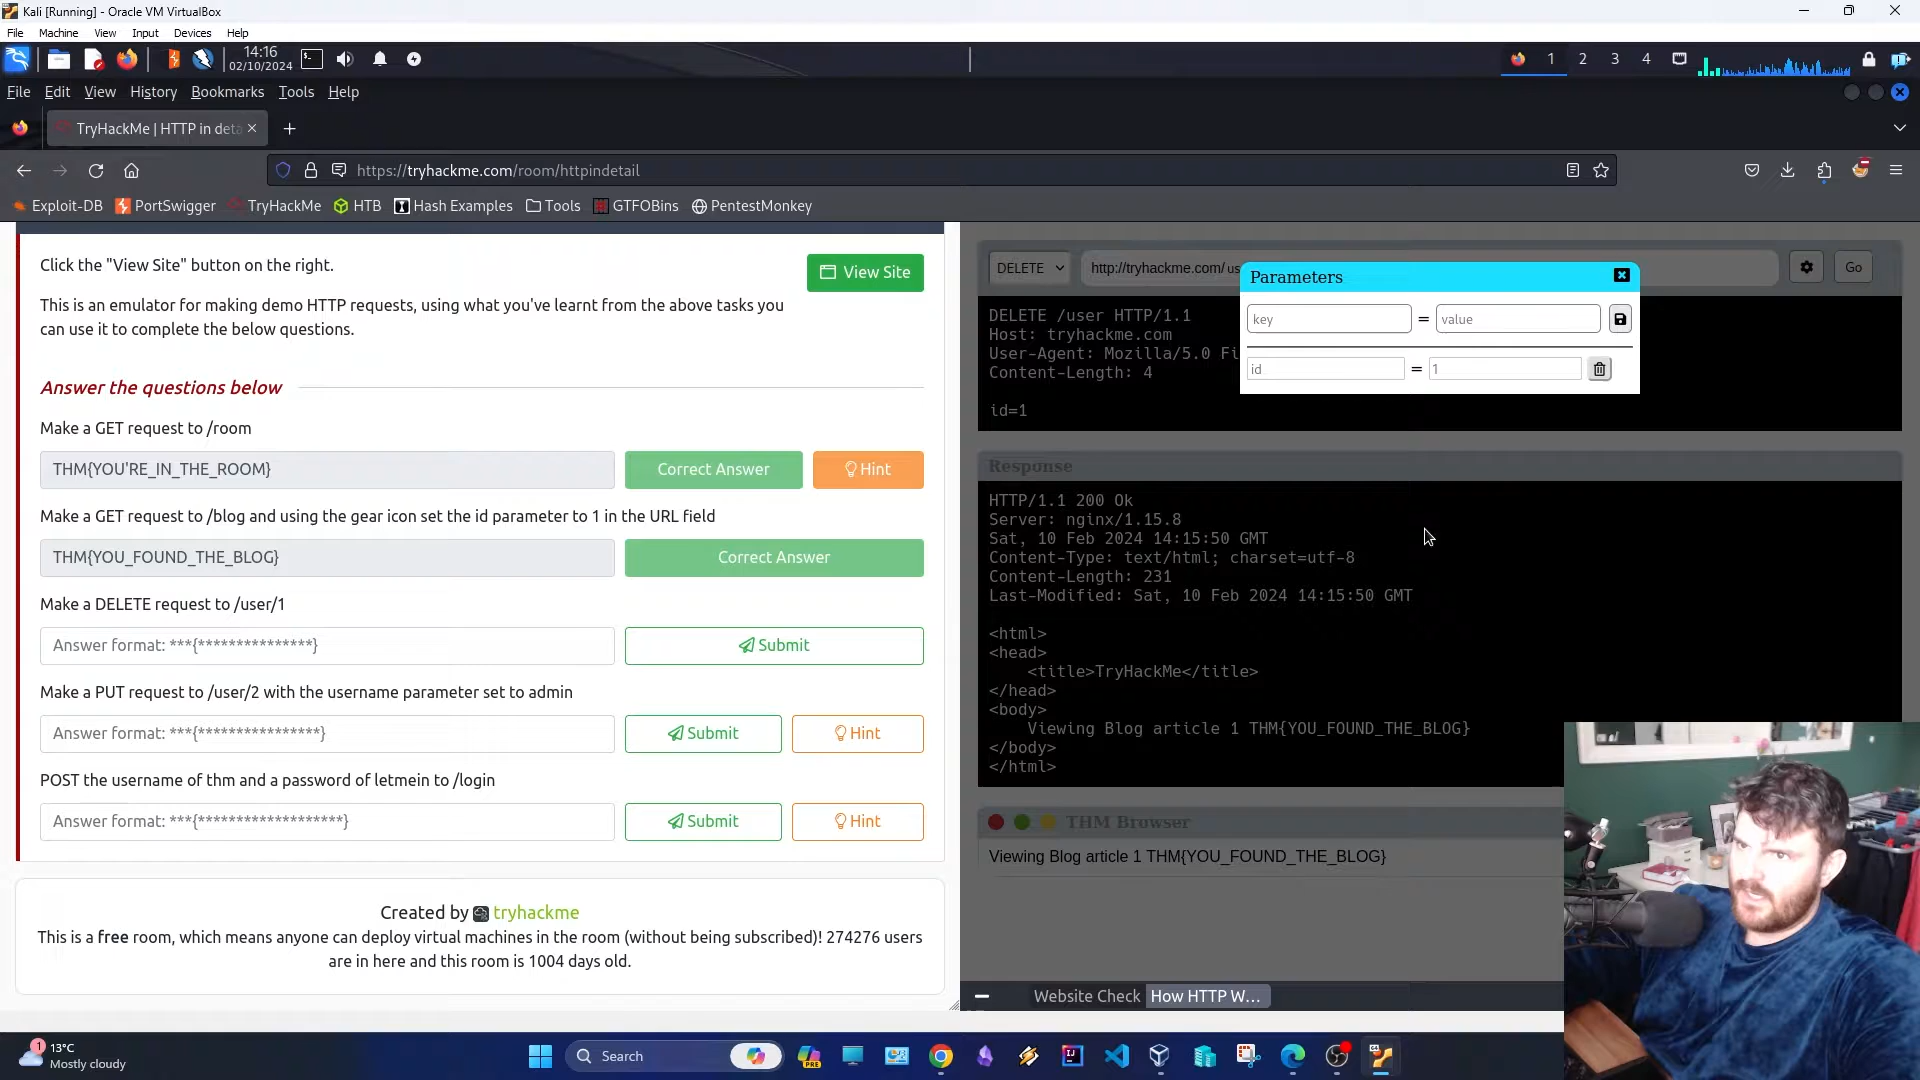 Kali [Running] - Oracle VM VirtualBox
File Machine View Input Devices Help
14:16
02/10/2024
1 2 3 4
File Edit View History Bookmarks Tools Help
TryHackMe | HTTP in deta
https://tryhackme.com/room/httpindetail
Exploit-DB PortSwigger TryHackMe HTB Hash Examples Tools GTFOBins PentestMonkey
Click the "View Site" button on the right.
View Site
This is an emulator for making demo HTTP requests, using what you've learnt from the above tasks you
can use it to complete the below questions.
Answer the questions below
Make a GET request to /room
THM{YOU'RE_IN_THE_ROOM}
Correct Answer
Hint
Make a GET request to /blog and using the gear icon set the id parameter to 1 in the URL field
THM{YOU_FOUND_THE_BLOG}
Correct Answer
Make a DELETE request to /user/1
Answer format: ***{***************}
Submit
Make a PUT request to /user/2 with the username parameter set to admin
Answer format: ***{****************}
Submit
Hint
POST the username of thm and a password of letmein to /login
Answer format: ***{*******************}
Submit
Hint
Created by tryhackme
This is a free room, which means anyone can deploy virtual machines in the room (without being subscribed)! 274276 users
are in here and this room is 1004 days old.
DELETE
http://tryhackme.com/us
Go
DELETE /user HTTP/1.1
Host: tryhackme.com
User-Agent: Mozilla/5.0 Fi
Content-Length: 4
id=1
Parameters
key = value
id = 1
Response
HTTP/1.1 200 Ok
Server: nginx/1.15.8
Sat, 10 Feb 2024 14:15:50 GMT
Content-Type: text/html; charset=utf-8
Content-Length: 231
Last-Modified: Sat, 10 Feb 2024 14:15:50 GMT
<html>
<head>
<title>TryHackMe</title>
</head>
<body>
Viewing Blog article 1 THM{YOU_FOUND_THE_BLOG}
</body>
</html>
THM Browser
Viewing Blog article 1 THM{YOU_FOUND_THE_BLOG}
Website Check How HTTP W...
1
13°C
Mostly cloudy
Search
PRE